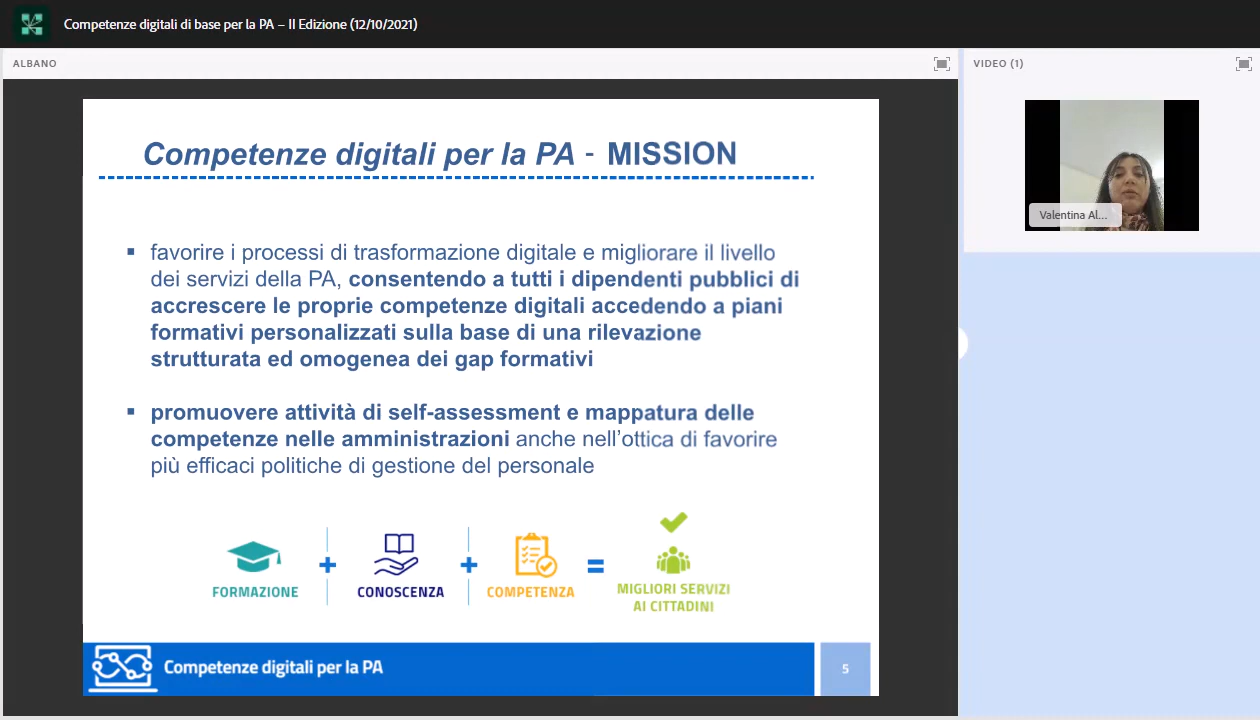 Competenze digitali di base per la PA – II Edizione (12/10/2021)
ALBANO
VIDEO (1)
Valentina Al...
Competenze digitali per la PA - MISSION
▪ favorire i processi di trasformazione digitale e migliorare il livello
dei servizi della PA, consentendo a tutti i dipendenti pubblici di
accrescere le proprie competenze digitali accedendo a piani
formativi personalizzati sulla base di una rilevazione
strutturata ed omogenea dei gap formativi
▪ promuovere attività di self-assessment e mappatura delle
competenze nelle amministrazioni anche nell’ottica di favorire
più efficaci politiche di gestione del personale
FORMAZIONE + CONOSCENZA + COMPETENZA = MIGLIORI SERVIZI
AI CITTADINI
Competenze digitali per la PA
5